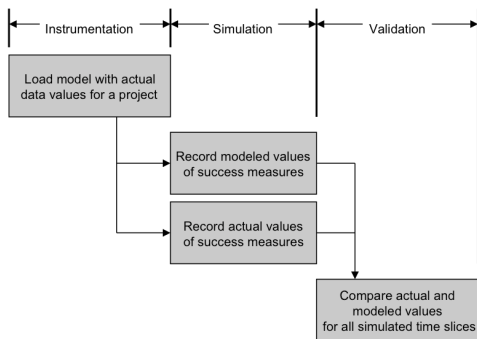 Instrumentation Simulation Validation
Load model with actual
data values for a project
Record modeled values
of success measures
Record actual values
of success measures
Compare actual and
modeled values
for all simulated time slices